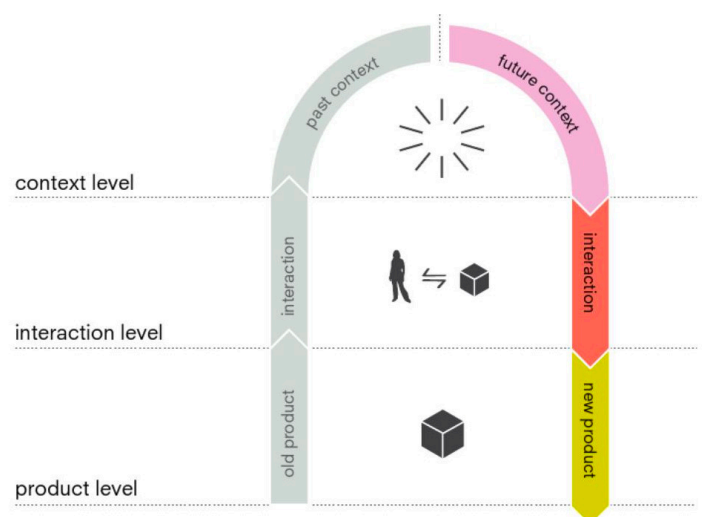 past context
future context
context level
interaction
interaction
interaction level
old product
new product
product level